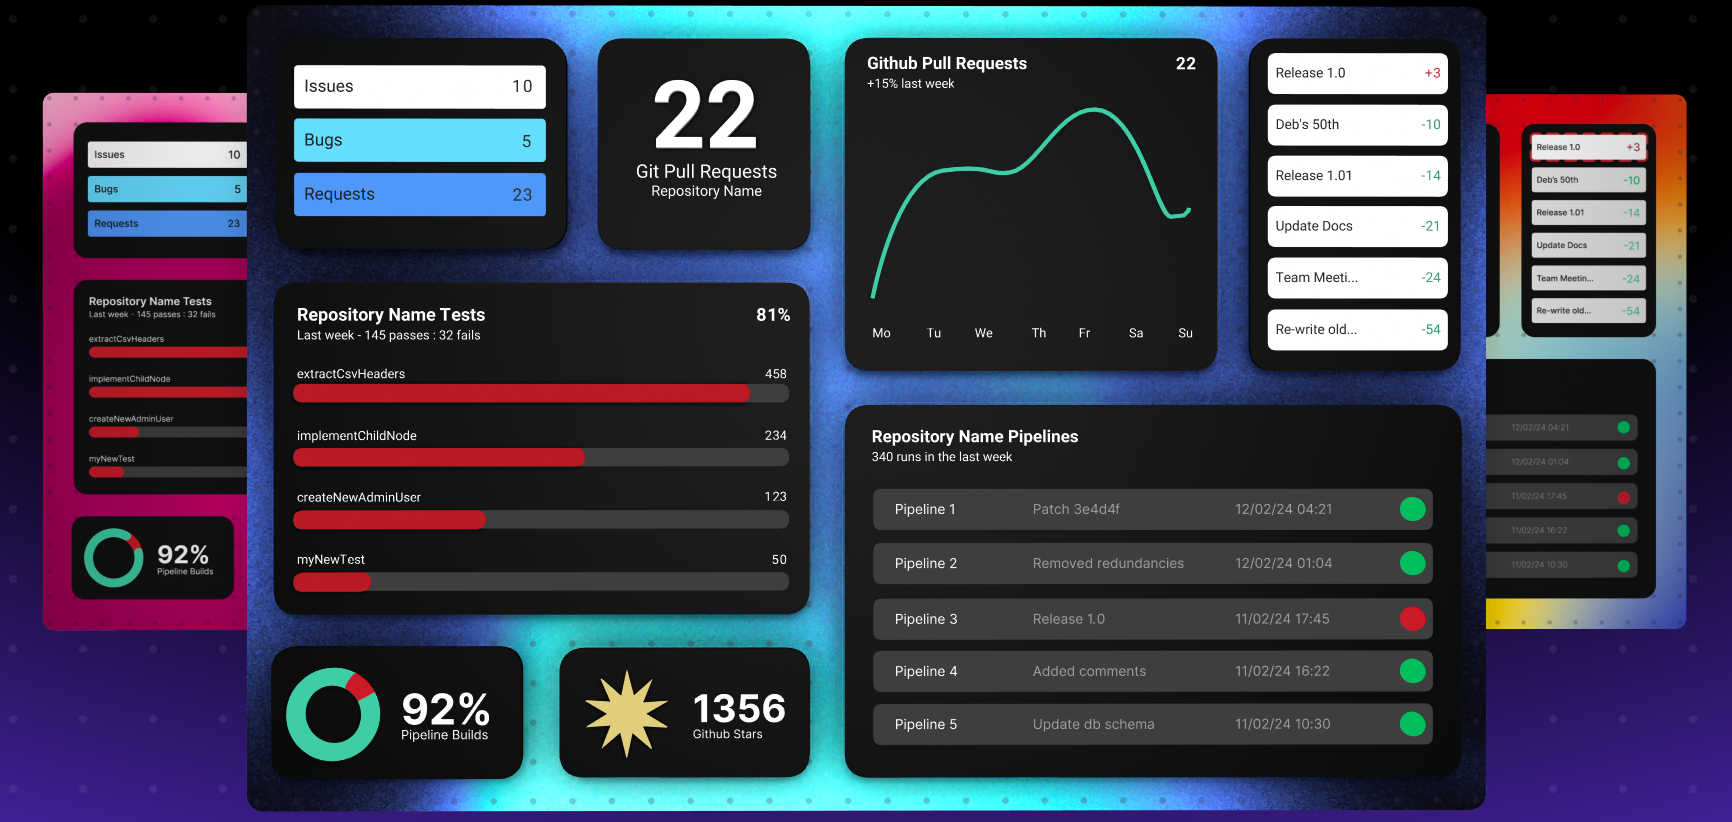 Issues 10
Bugs 5
Requests 23
22
Git Pull Requests
Repository Name
Github Pull Requests 22
+15% last week
Mo Tu We Th Fr Sa Su
Release 1.0 +3
Deb's 50th -10
Release 1.01 -14
Update Docs -21
Team Meeti... -24
Re-write old... -54
Repository Name Tests 81%
Last week - 145 passes : 32 fails
extractCsvHeaders 458
implementChildNode 234
createNewAdminUser 123
myNewTest 50
92%
Pipeline Builds
1356
Github Stars
Repository Name Pipelines
340 runs in the last week
Pipeline 1 Patch 3e4d4f 12/02/24 04:21
Pipeline 2 Removed redundancies 12/02/24 01:04
Pipeline 3 Release 1.0 11/02/24 17:45
Pipeline 4 Added comments 11/02/24 16:22
Pipeline 5 Update db schema 11/02/24 10:30
Issues 10
Bugs 5
Requests 23
Repository Name Tests
Last week - 145 passes : 32 fails
extractCsvHeaders
implementChildNode
createNewAdminUser
myNewTest
92%
Pipeline Builds
Release 1.0 +3
Deb's 50th -10
Release 1.01 -14
Update Docs -21
Team Meetin... -24
Re-write old... -54
12/02/24 04:21
12/02/24 01:04
11/02/24 17:45
11/02/24 16:22
11/02/24 10:30